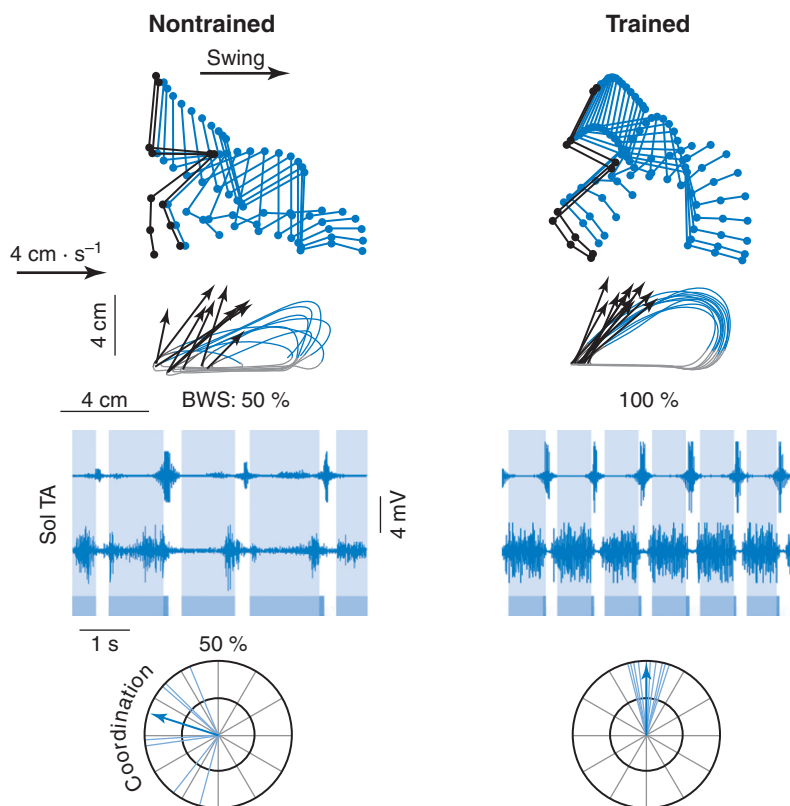 Nontrained
Trained
Swing
4 cm · s⁻¹
4 cm
4 cm
BWS: 50 %
100 %
Sol TA
4 mV
1 s
50 %
Coordination